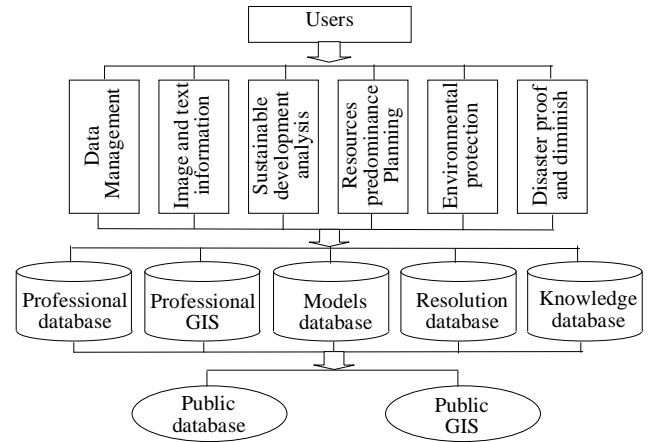 Users
Data
Management
Image and text
information
Sustainable
development
analysis
Resources
predominance
Planning
Environmental
protection
Disaster proof
and diminish
Professional
database
Professional
GIS
Models
database
Resolution
database
Knowledge
database
Public
database
Public
GIS